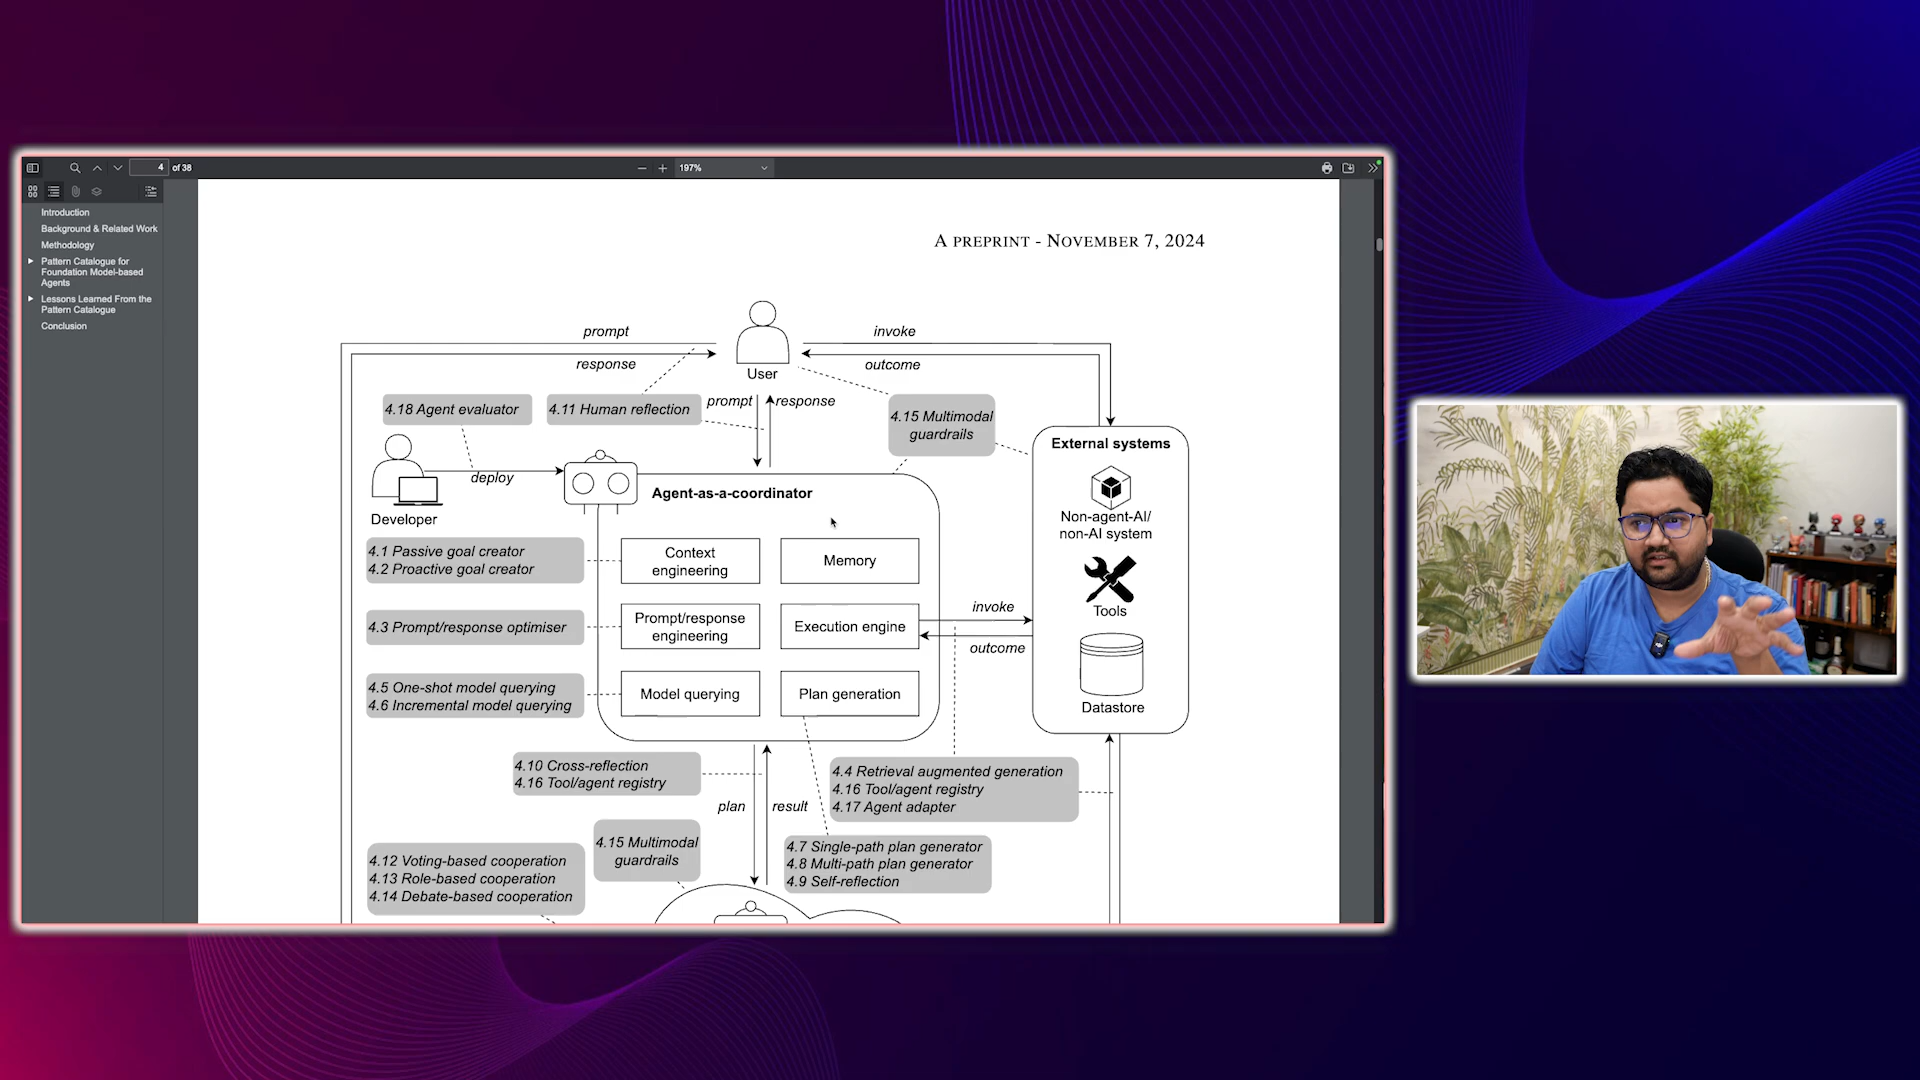 4 of 38
197%
Introduction
Background & Related Work
Methodology
Pattern Catalogue for
Foundation Model-based
Agents
Lessons Learned From the
Pattern Catalogue
Conclusion
A PREPRINT - NOVEMBER 7, 2024
prompt
response
invoke
outcome
User
4.18 Agent evaluator
4.11 Human reflection
prompt
response
4.15 Multimodal
guardrails
deploy
Developer
Agent-as-a-coordinator
External systems
Non-agent-AI/
non-AI system
Tools
Datastore
4.1 Passive goal creator
4.2 Proactive goal creator
Context
engineering
Memory
4.3 Prompt/response optimiser
Prompt/response
engineering
Execution engine
invoke
outcome
4.5 One-shot model querying
4.6 Incremental model querying
Model querying
Plan generation
4.10 Cross-reflection
4.16 Tool/agent registry
plan
result
4.4 Retrieval augmented generation
4.16 Tool/agent registry
4.17 Agent adapter
4.15 Multimodal
guardrails
4.7 Single-path plan generator
4.8 Multi-path plan generator
4.9 Self-reflection
4.12 Voting-based cooperation
4.13 Role-based cooperation
4.14 Debate-based cooperation